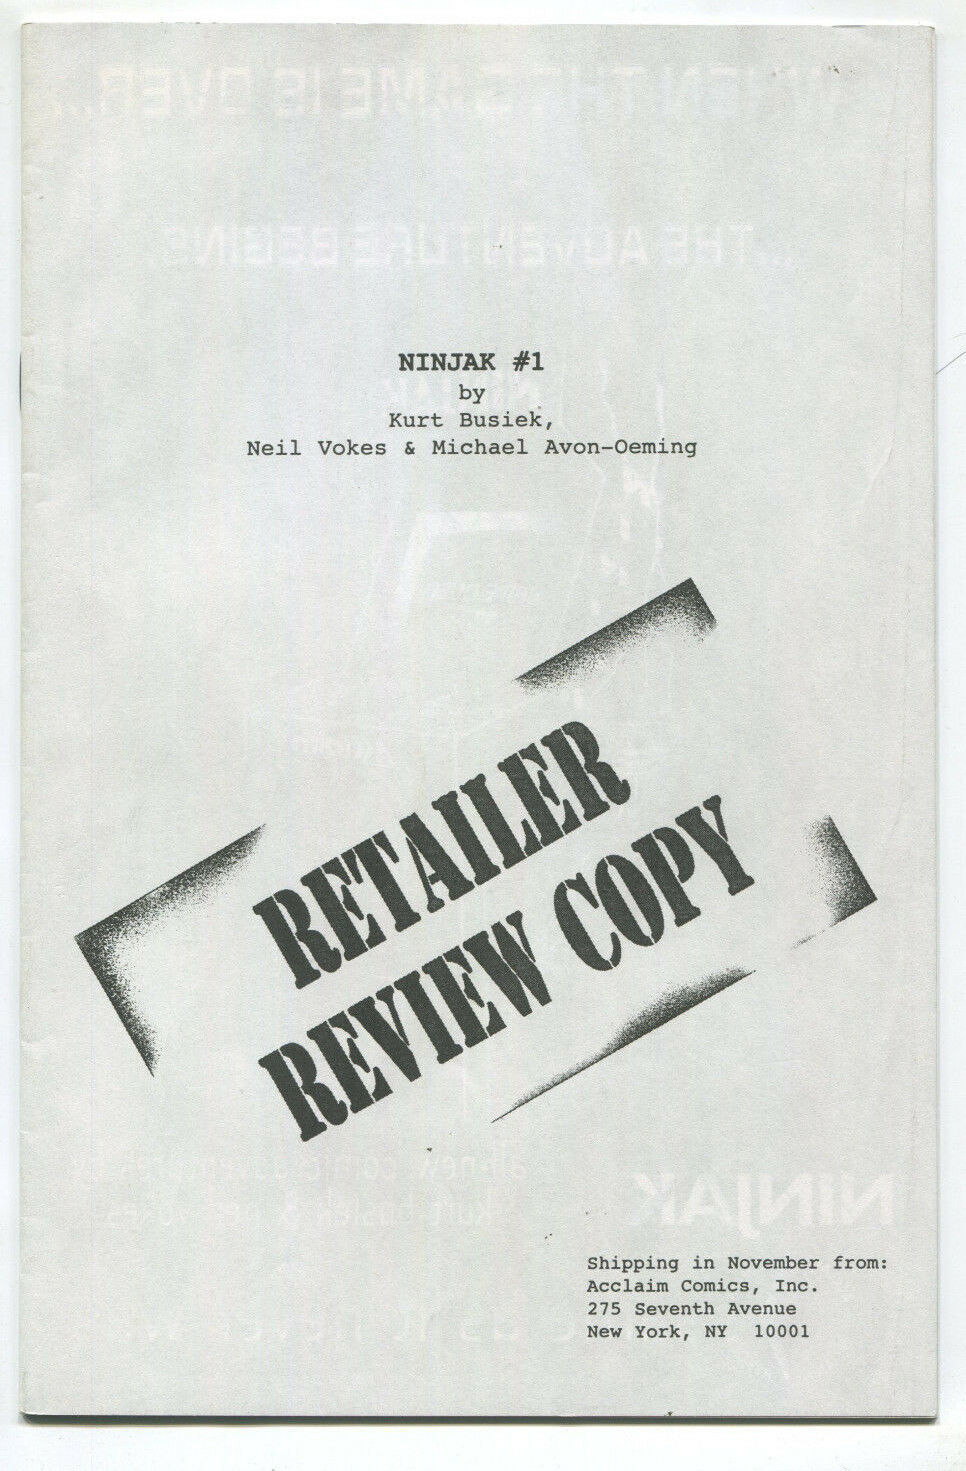 NINJAK #1
by
Kurt Busiek,
Neil Vokes & Michael Avon-Oeming
RETAILER
REVIEW COPY
NINJAK
Shipping in November from:
Acclaim Comics, Inc.
275 Seventh Avenue
New York, NY 10001